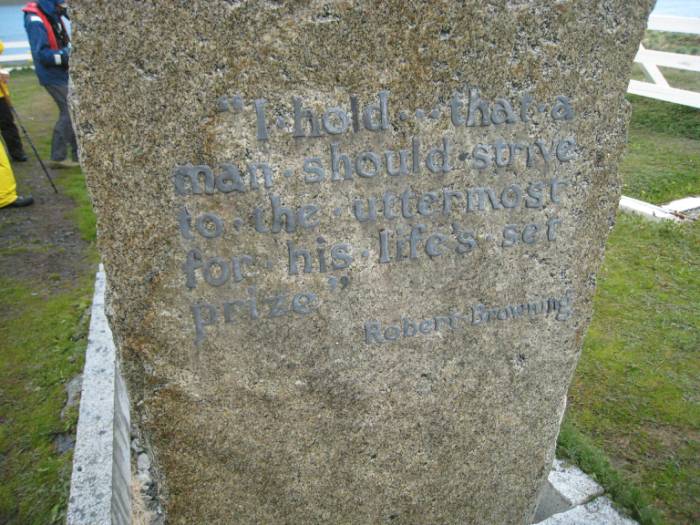 "I·hold···that·a
man·should·strive
to·the·uttermost
for·his·life's·set
prize"
Robert·Browning